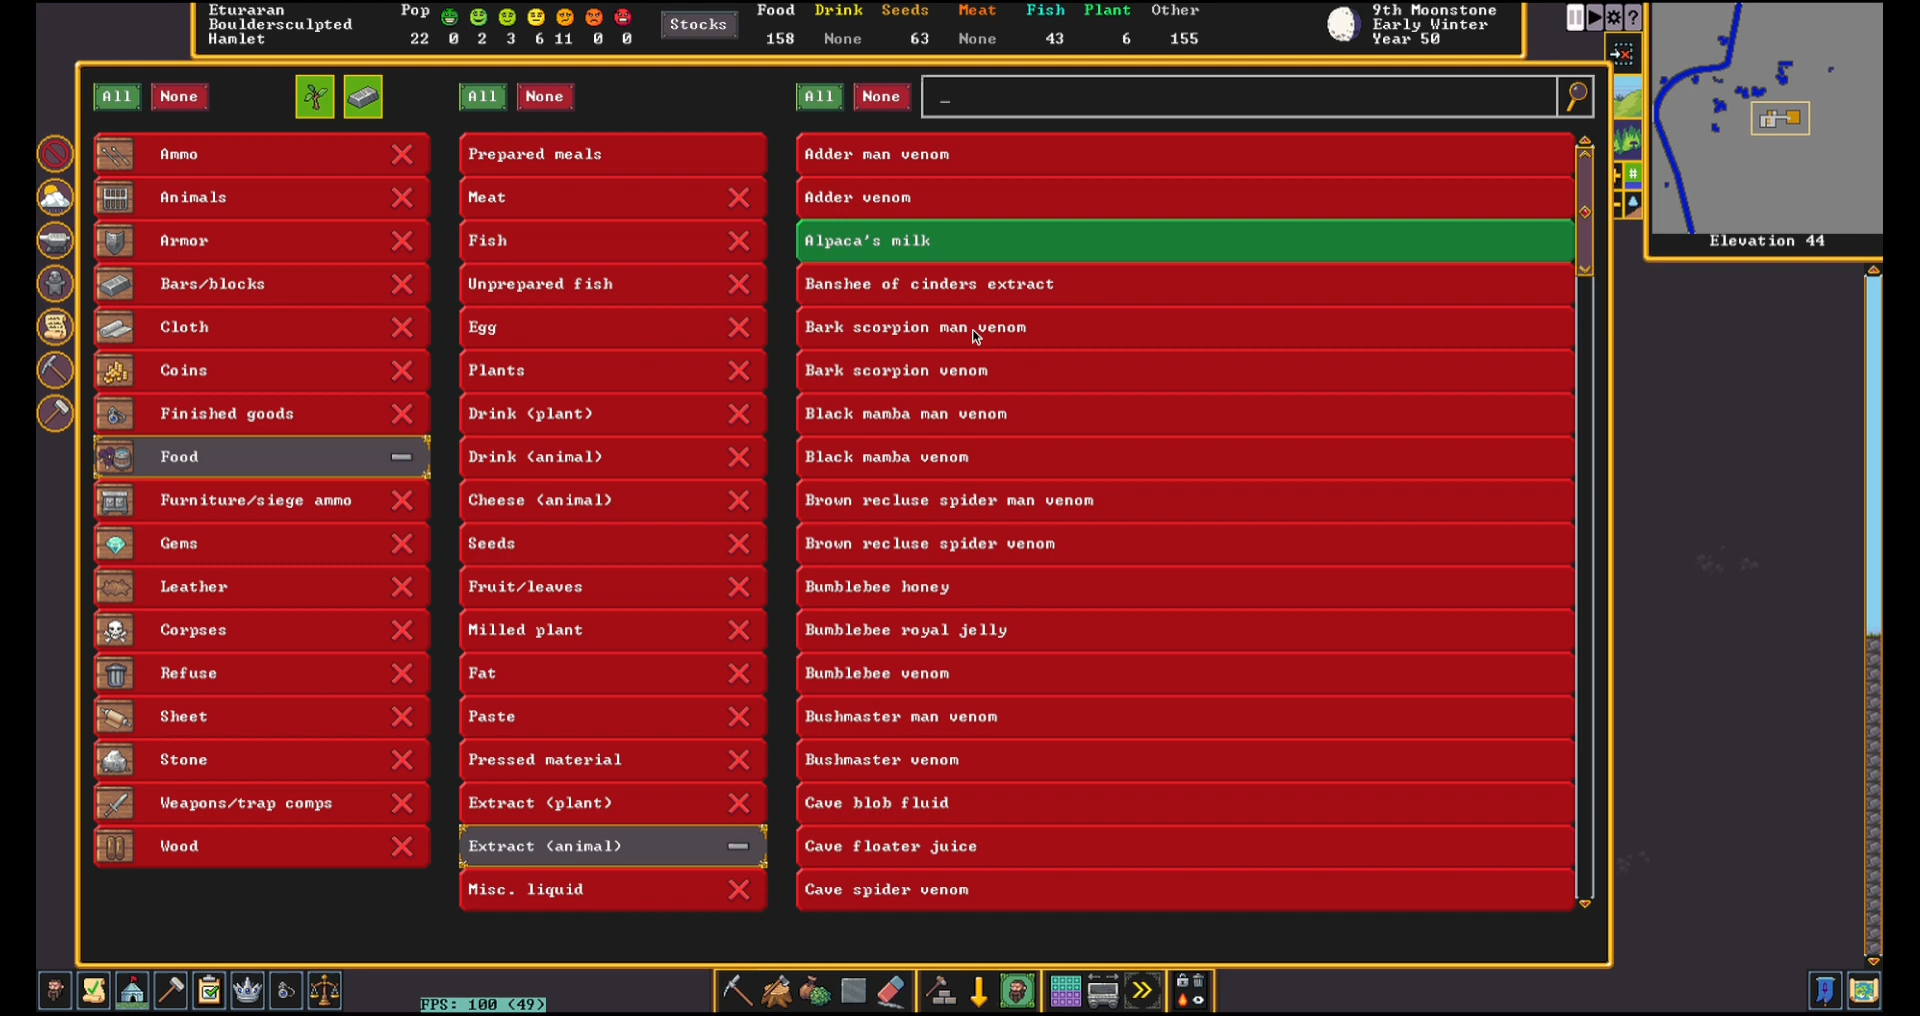 Eturaran
Bouldersculpted
Hamlet
Pop
22 0 2 3 6 11 0 0
Stocks
Food Drink Seeds Meat Fish Plant Other
158 None 63 None 43 6 155
9th Moonstone
Early Winter
Year 50
?
#
Elevation 44
All None
All None
All None
_
Ammo
Animals
Armor
Bars/blocks
Cloth
Coins
Finished goods
Food
Furniture/siege ammo
Gems
Leather
Corpses
Refuse
Sheet
Stone
Weapons/trap comps
Wood
Prepared meals
Meat
Fish
Unprepared fish
Egg
Plants
Drink (plant)
Drink (animal)
Cheese (animal)
Seeds
Fruit/leaves
Milled plant
Fat
Paste
Pressed material
Extract (plant)
Extract (animal)
Misc. liquid
Adder man venom
Adder venom
Alpaca's milk
Banshee of cinders extract
Bark scorpion man venom
Bark scorpion venom
Black mamba man venom
Black mamba venom
Brown recluse spider man venom
Brown recluse spider venom
Bumblebee honey
Bumblebee royal jelly
Bumblebee venom
Bushmaster man venom
Bushmaster venom
Cave blob fluid
Cave floater juice
Cave spider venom
FPS: 100 (49)